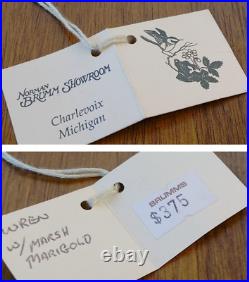 NORMAN
BRUMM SHOWROOM
Charlevoix
Michigan
WREN
W/ MARSH
MARIGOLD
BRUMMS
$375